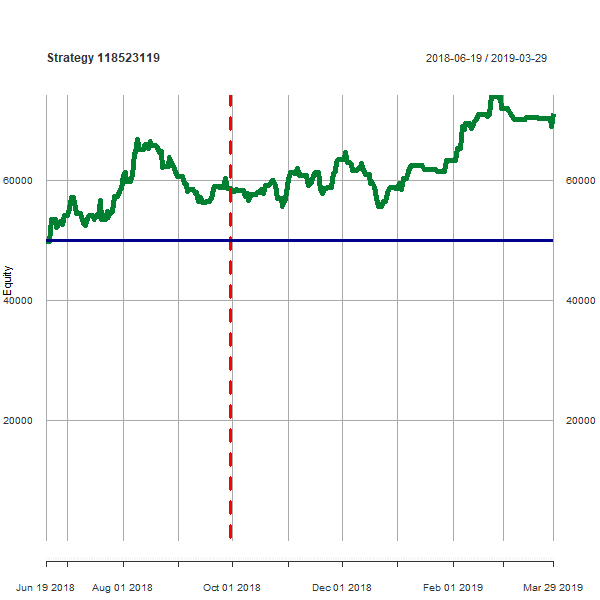 Strategy 118523119
2018-06-19 / 2019-03-29
60000
60000
Equity
40000
40000
20000
20000
Jun 19 2018
Aug 01 2018
Oct 01 2018
Dec 01 2018
Feb 01 2019
Mar 29 2019